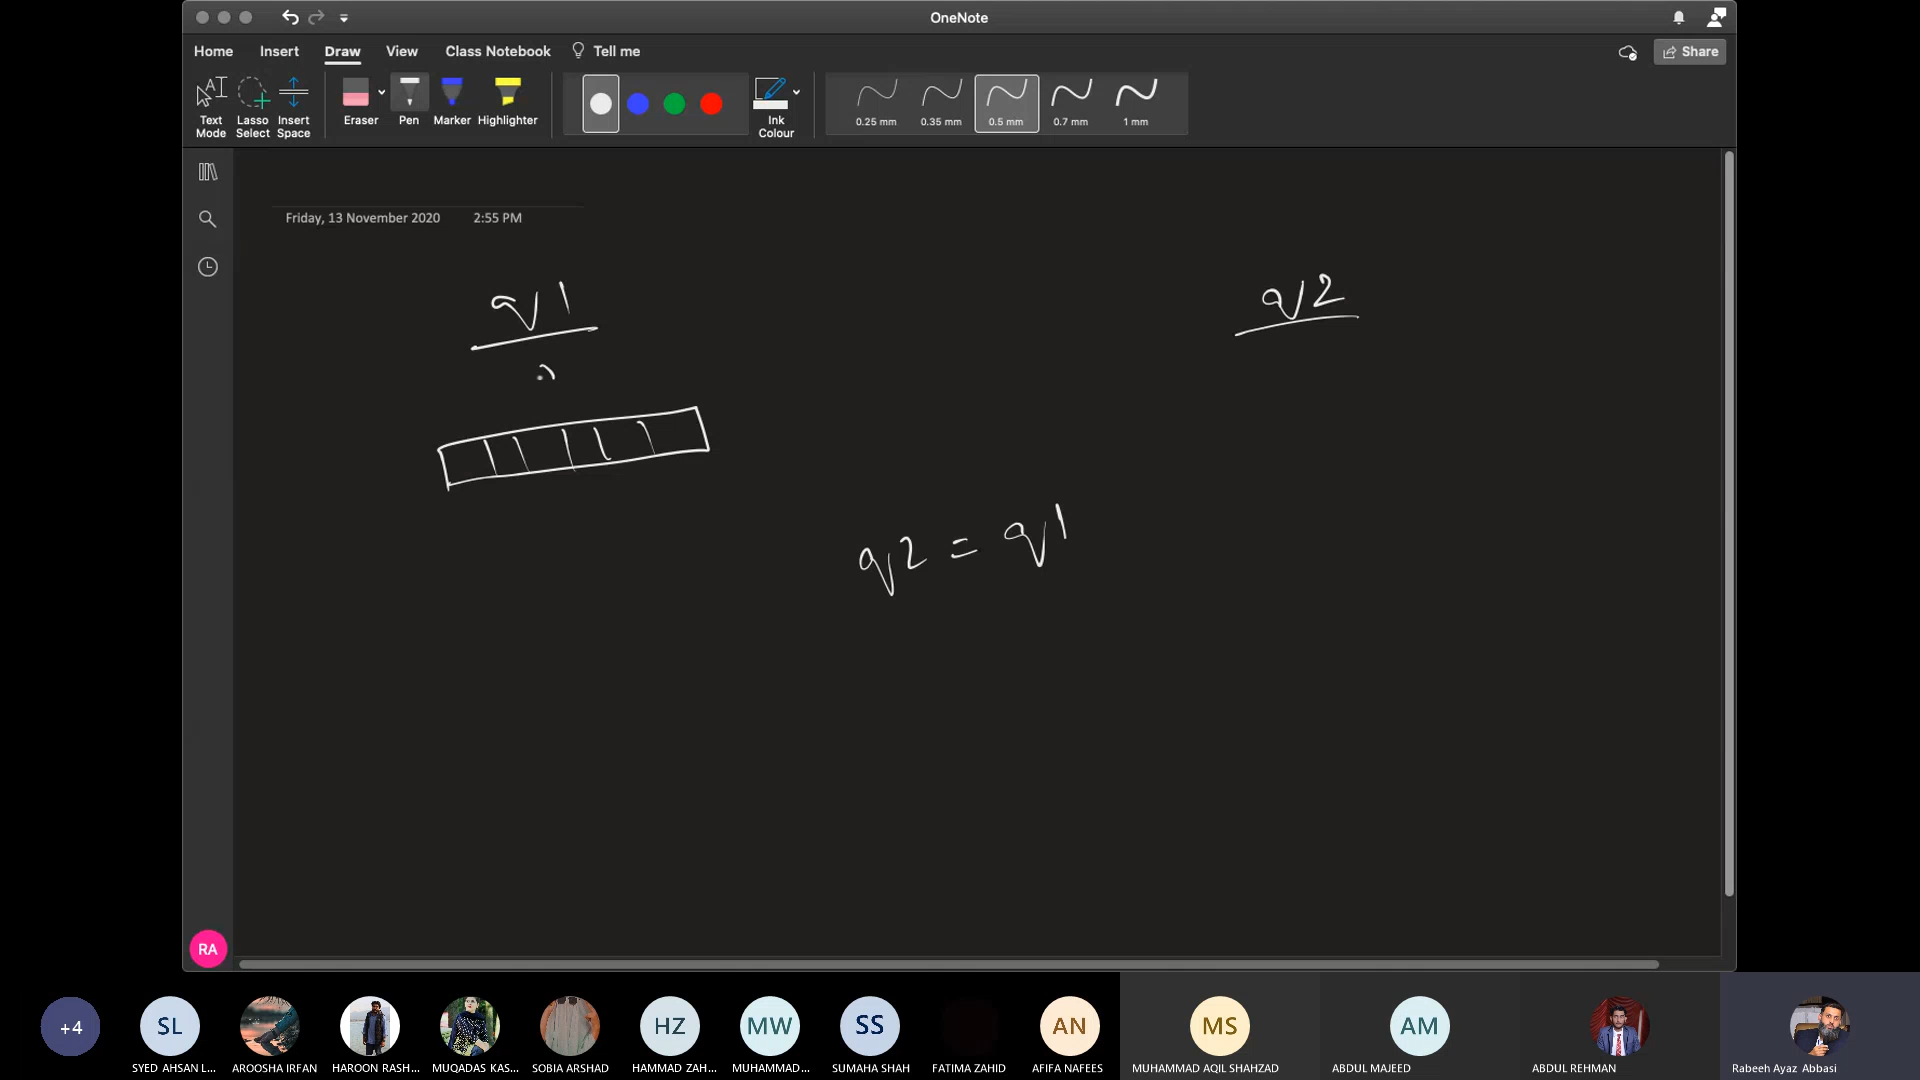 OneNote
Home Insert Draw View Class Notebook Tell me Share
Text Mode
Lasso Select
Insert Space
Eraser
Pen
Marker
Highlighter
Ink Colour
0.25 mm
0.35 mm
0.5 mm
0.7 mm
1 mm
Friday, 13 November 2020 2:55 PM
q1
q2
q2 = q1
RA
+4
SL
HZ
MW
SS
AN
MS
AM
SYED AHSAN L...
AROOSHA IRFAN
HAROON RASH...
MUQADAS KAS...
SOBIA ARSHAD
HAMMAD ZAH...
MUHAMMAD...
SUMAHA SHAH
FATIMA ZAHID
AFIFA NAFEES
MUHAMMAD AQIL SHAHZAD
ABDUL MAJEED
ABDUL REHMAN
Rabeeh Ayaz Abbasi